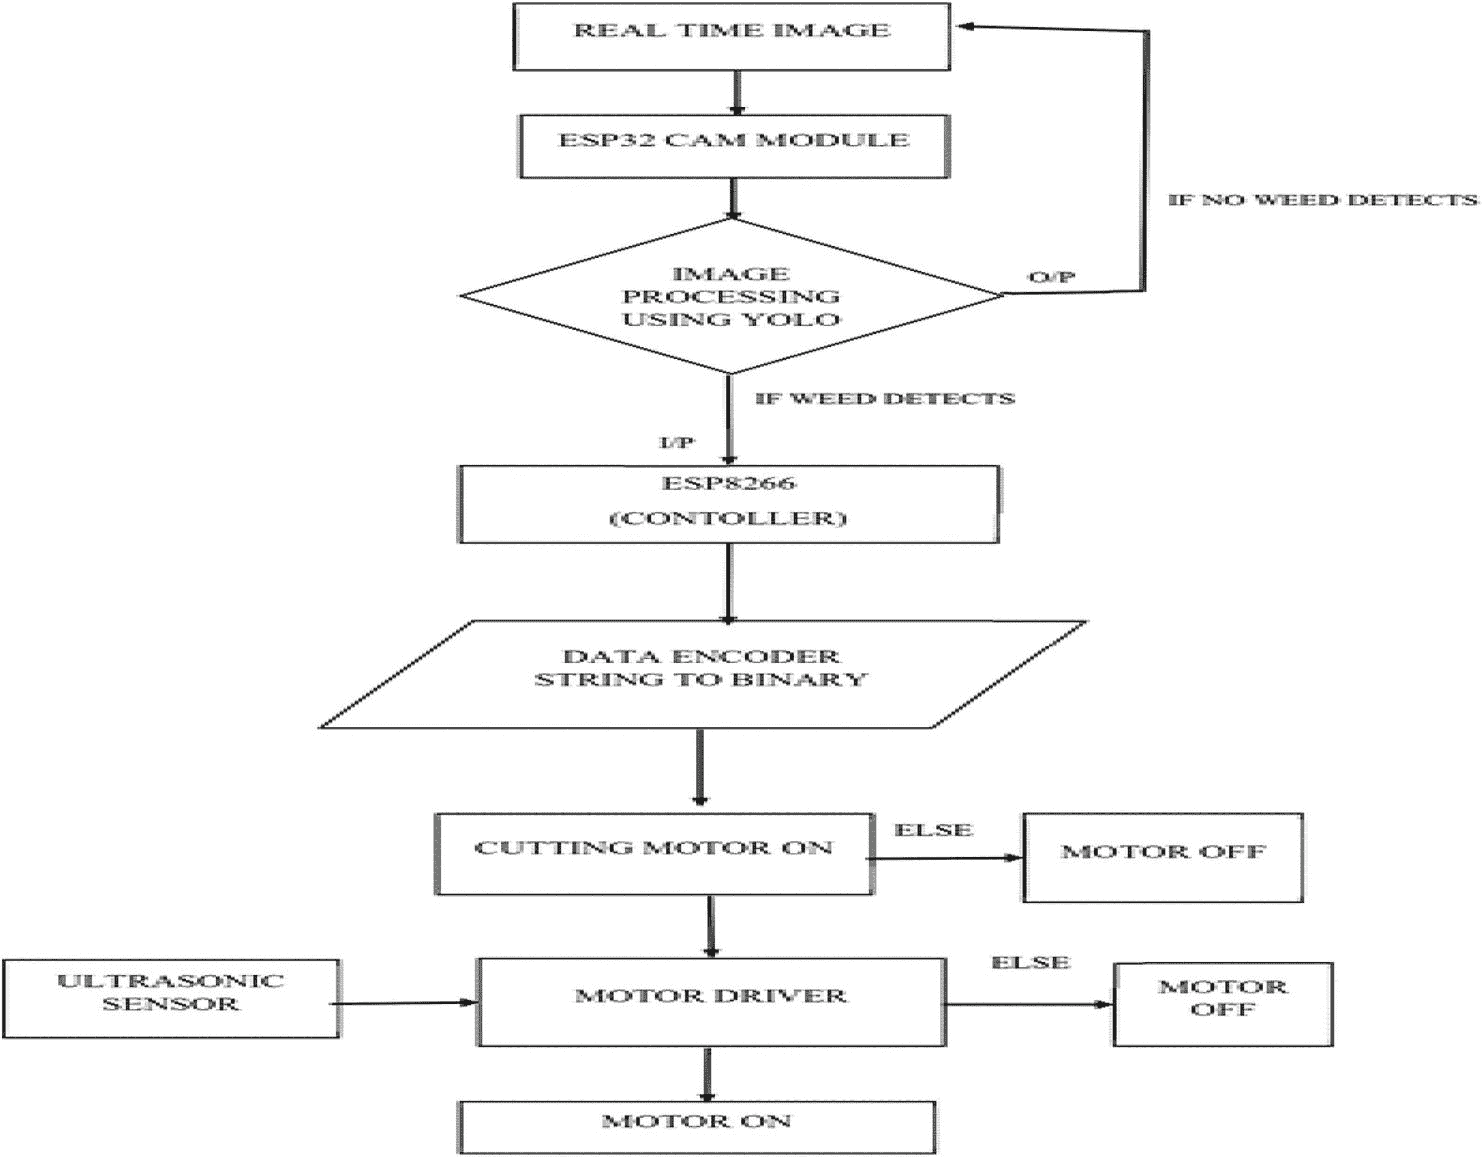 REAL TIME IMAGE
ESP32 CAM MODULE
IF NO WEED DETECTS
IMAGE
PROCESSING
USING YOLO
O/P
IF WEED DETECTS
I/P
ESP8266
(CONTOLLER)
DATA ENCODER
STRING TO BINARY
CUTTING MOTOR ON
ELSE
MOTOR OFF
ULTRASONIC
SENSOR
MOTOR DRIVER
ELSE
MOTOR
OFF
MOTOR ON